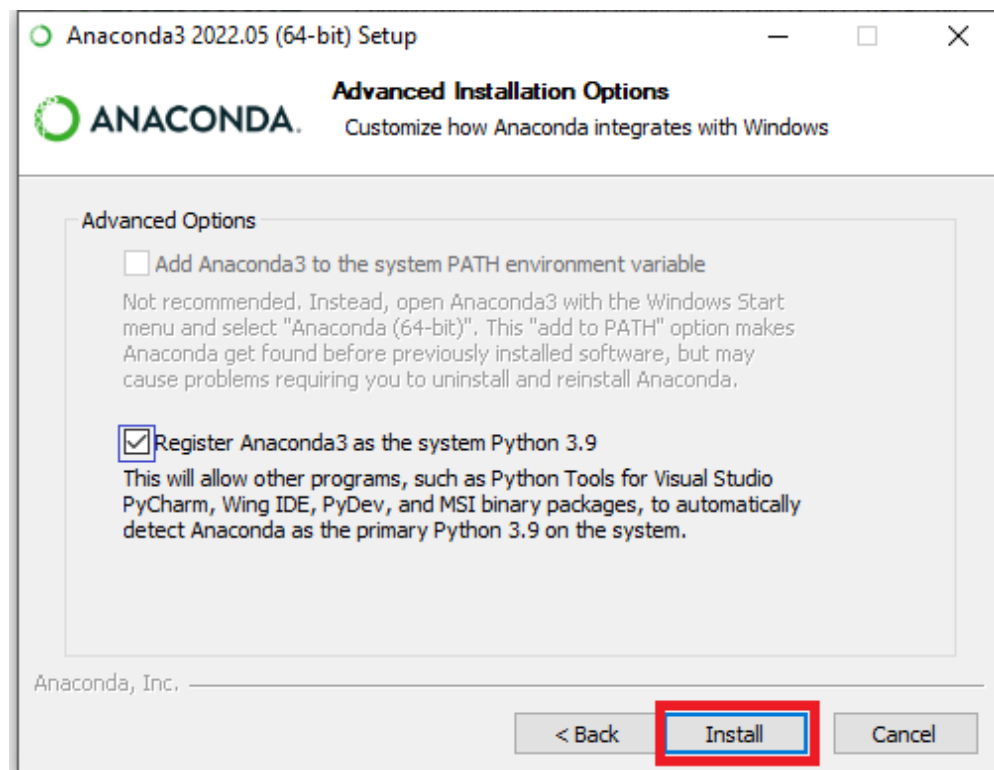 Anaconda3 2022.05 (64-bit) Setup
ANACONDA.
Advanced Installation Options
Customize how Anaconda integrates with Windows
Advanced Options
Add Anaconda3 to the system PATH environment variable
Not recommended. Instead, open Anaconda3 with the Windows Start
menu and select "Anaconda (64-bit)". This "add to PATH" option makes
Anaconda get found before previously installed software, but may
cause problems requiring you to uninstall and reinstall Anaconda.
Register Anaconda3 as the system Python 3.9
This will allow other programs, such as Python Tools for Visual Studio
PyCharm, Wing IDE, PyDev, and MSI binary packages, to automatically
detect Anaconda as the primary Python 3.9 on the system.
Anaconda, Inc.
< Back Install Cancel